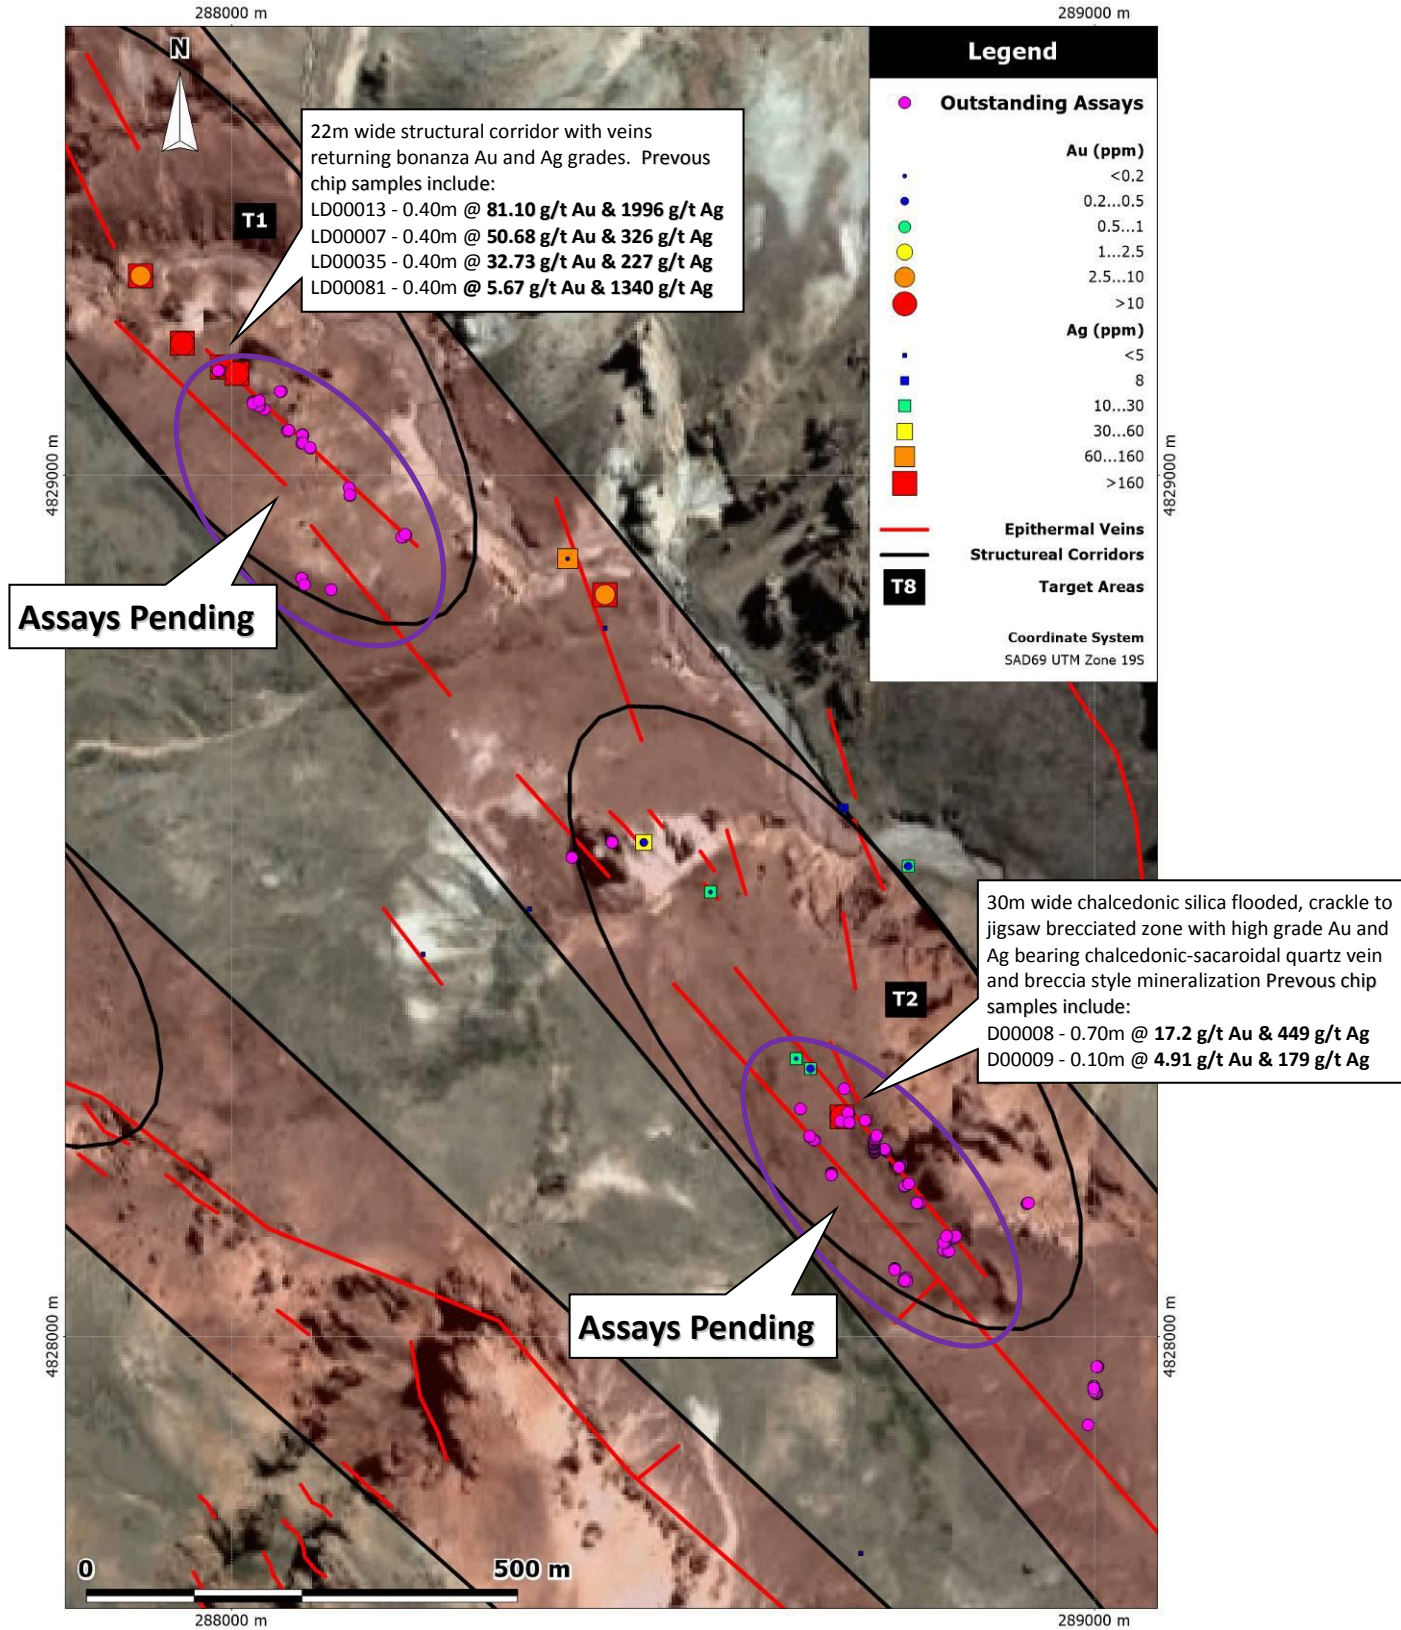 288000 m
289000 m
N
T1
22m wide structural corridor with veins
returning bonanza Au and Ag grades. Prevous
chip samples include:
LD00013 - 0.40m @ 81.10 g/t Au & 1996 g/t Ag
LD00007 - 0.40m @ 50.68 g/t Au & 326 g/t Ag
LD00035 - 0.40m @ 32.73 g/t Au & 227 g/t Ag
LD00081 - 0.40m @ 5.67 g/t Au & 1340 g/t Ag
Legend
Outstanding Assays
Au (ppm)
<0.2
0.2...0.5
0.5...1
1...2.5
2.5...10
>10
Ag (ppm)
<5
8
10...30
30...60
60...160
>160
Epithermal Veins
Structureal Corridors
T8
Target Areas
Coordinate System
SAD69 UTM Zone 19S
4829000 m
4829000 m
Assays Pending
30m wide chalcedonic silica flooded, crackle to
jigsaw brecciated zone with high grade Au and
Ag bearing chalcedonic-sacaroidal quartz vein
and breccia style mineralization Prevous chip
samples include:
D00008 - 0.70m @ 17.2 g/t Au & 449 g/t Ag
D00009 - 0.10m @ 4.91 g/t Au & 179 g/t Ag
T2
Assays Pending
4828000 m
4828000 m
0
500 m
288000 m
289000 m